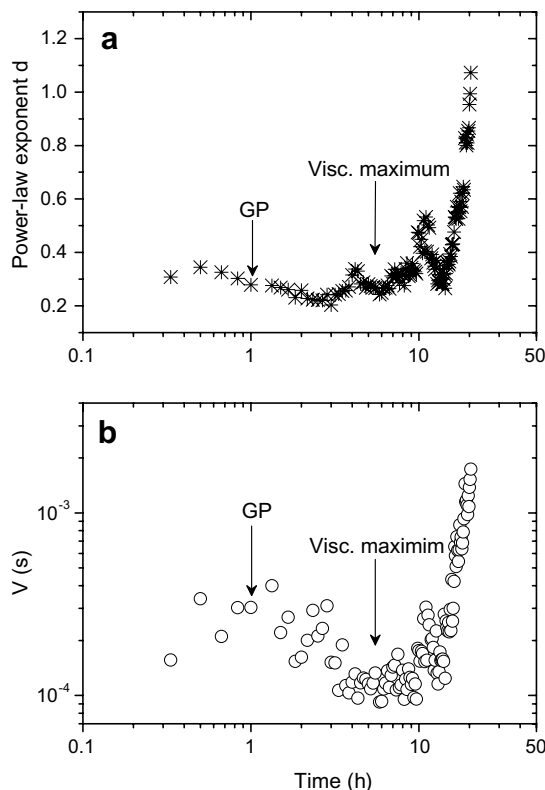 a
Power-law exponent d
1.2
1.0
0.8
0.6
0.4
0.2
GP
Visc. maximum
0.1
1
10
50
b
V (s)
10⁻³
10⁻⁴
GP
Visc. maximim
0.1
1
10
50
Time (h)